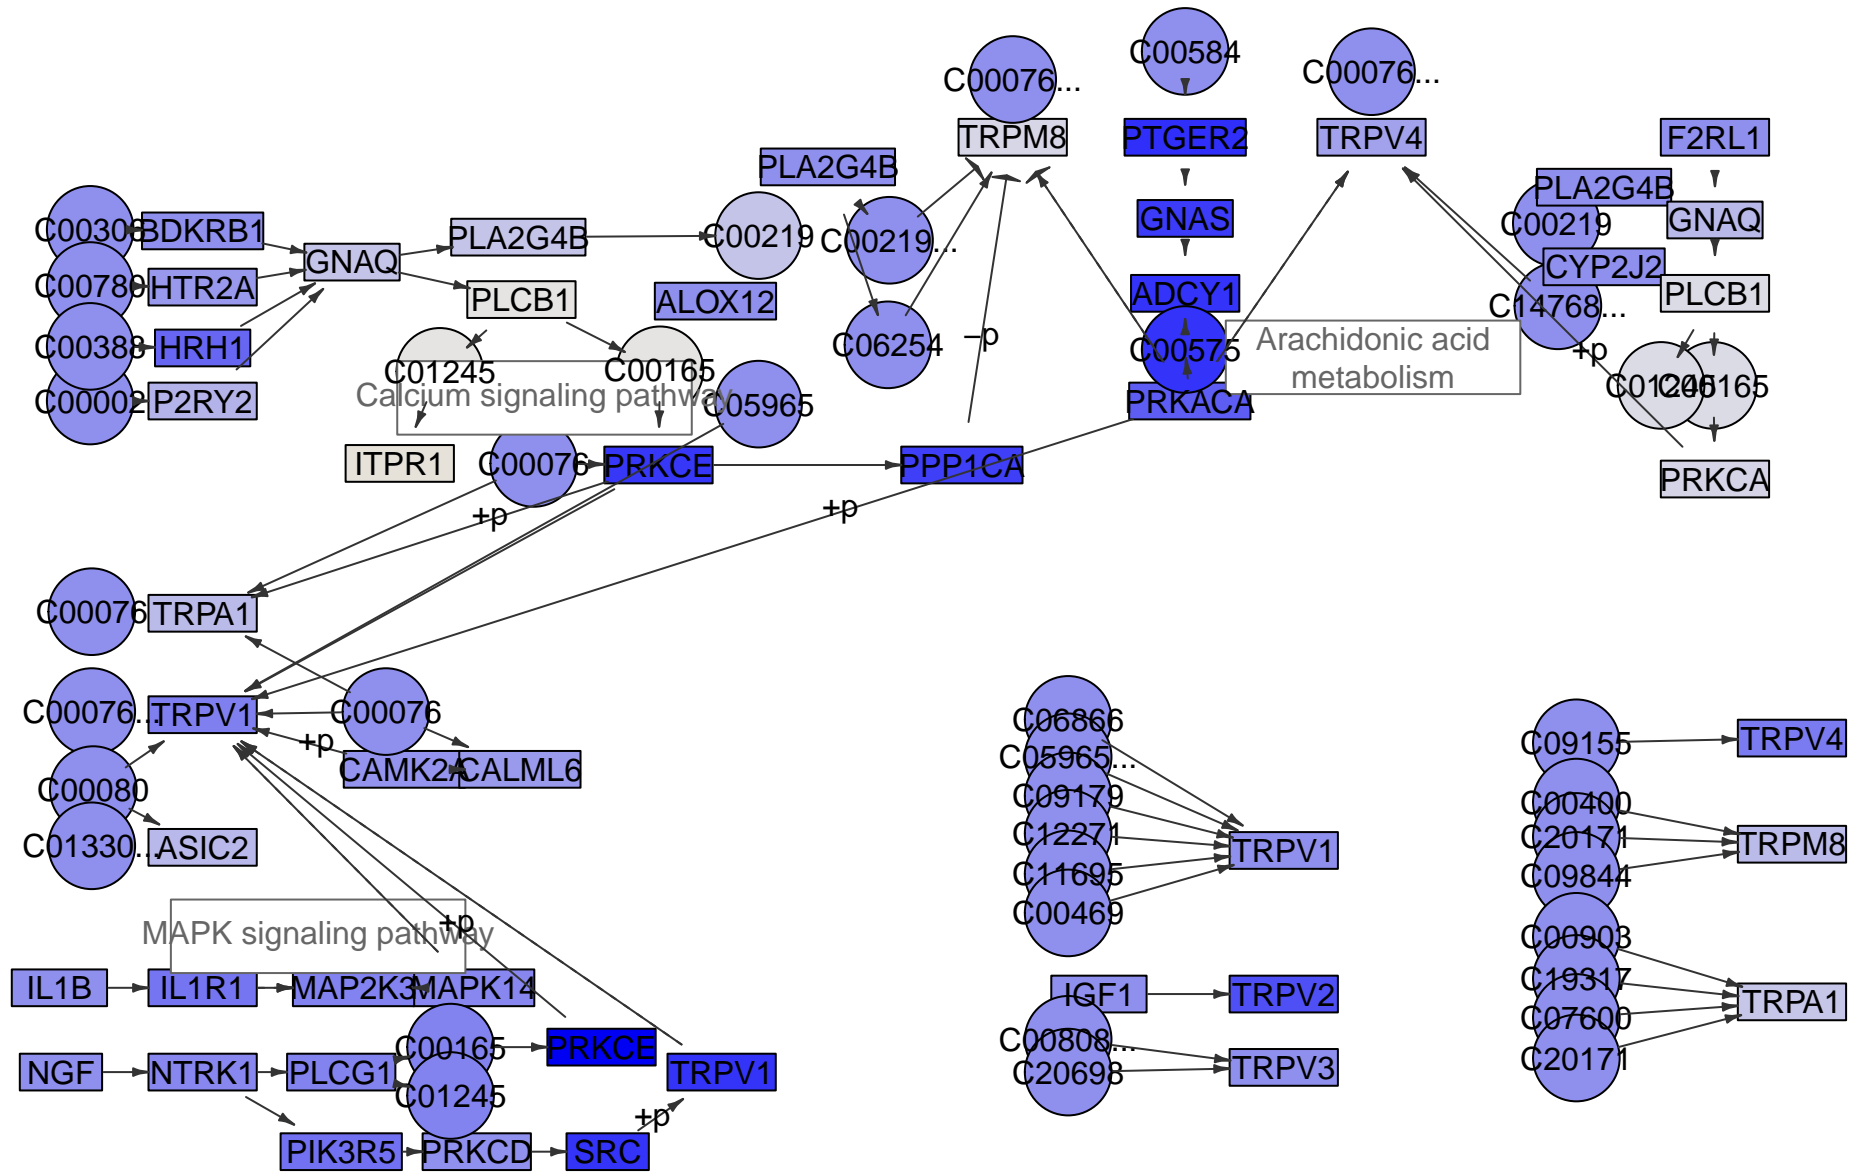 C00584
C00076...
C00076...
TRPM8
PTGER2
TRPV4
F2RL1
PLA2G4B
PLA2G4B
C00219
GNAS
GNAQ
BDKRB1
HTR2A
HRH1
P2RY2
C00780
C00388
C00002
GNAQ
PLA2G4B
C00219
C00219...
PLCB1
ALOX12
ADCY1
CYP2J2
PLCB1
C14768...
C06254
–p
C00575
Arachidonic acid
metabolism
+p
C01245
C00165
Calcium signaling pathway
C05965
PRKACA
C01245
C00165
ITPR1
C00076
PRKCE
PPP1CA
PRKCA
+p
+p
C00076
TRPA1
C00076...
TRPV1
C00076
+p
CAMK2A
CALML6
C00080
C01330...
ASIC2
C06866
C05965...
C09179
C12271
C11695
C00469
TRPV1
C09155
TRPV4
C00400
C20171
C09844
TRPM8
MAPK signaling pathway
+p
C00903
C19317
C07600
C20171
TRPA1
IL1B
IL1R1
MAP2K3
MAPK14
IGF1
TRPV2
C00165
PRKCE
C00808...
C20698
TRPV3
NGF
NTRK1
PLCG1
C01245
TRPV1
+p
PIK3R5
PRKCD
SRC